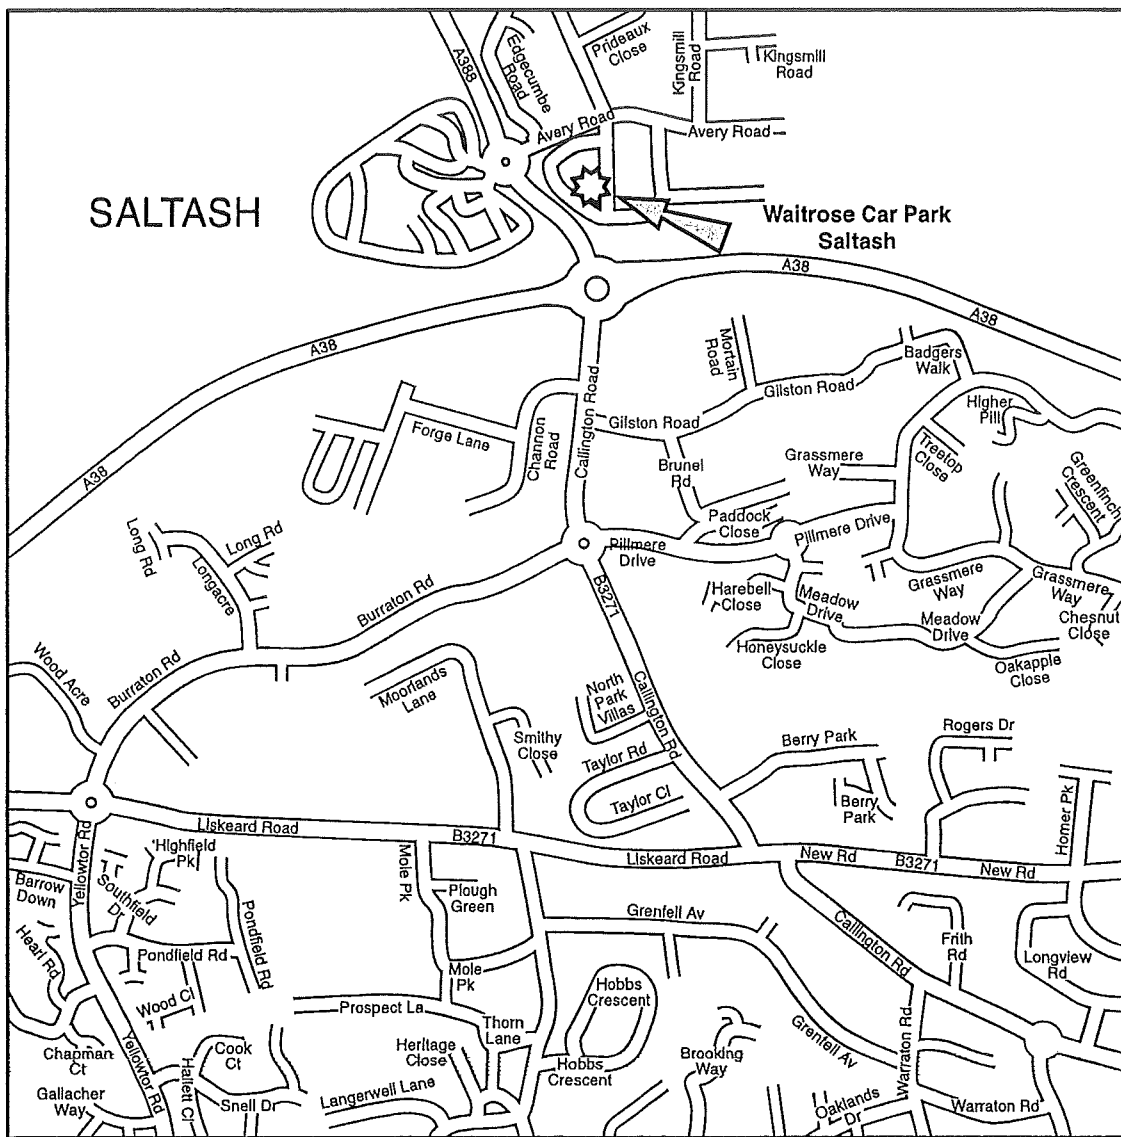 A388
Edgecumbe
Road
Prideaux
Close
Kingsmill
Road
Kingsmill
Road
Avery Road
Avery Road
SALTASH
Waitrose Car Park
Saltash
A38
A38
A38
A38
Mortain
Road
Badgers
Walk
Gilston Road
Gilston Road
Higher
Pill
Callington Road
Forge Lane
Channon
Road
Brunel
Rd
Grassmere
Way
Treetop
Close
Greenfinch
Crescent
Paddock
Close
Pillmere Drive
Pillmere
Drive
Long Rd
Long Rd
Longacre
Burraton Rd
B3271
Harebell
Close
Meadow
Drive
Grassmere
Way
Grassmere
Way
Chesnut
Close
Meadow
Drive
Honeysuckle
Close
Oakapple
Close
Wood Acre
Burraton Rd
Moorlands
Lane
North
Park
Villas
Callington Rd
Smithy
Close
Taylor Rd
Taylor Cl
Berry Park
Berry
Park
Rogers Dr
Homer Pk
Liskeard Road
B3271
Liskeard Road
New Rd
B3271
New Rd
Yellowtor Rd
Highfield
Pk
Southfield
Dr
Barrow
Down
Mole Pk
Plough
Green
Grenfell Av
Callington Rd
Frith
Rd
Longview
Rd
Hearl Rd
Pondfield Rd
Pondfield Rd
Mole
Pk
Wood Cl
Prospect La
Hobbs
Crescent
Thorn
Lane
Chapman
Ct
Yellowtor Rd
Cook
Ct
Heritage
Close
Hobbs
Crescent
Brooking
Way
Grenfell Av
Warraton Rd
Gallacher
Way
Hallett Cl
Snell Dr
Langerwell Lane
Oaklands
Dr
Warraton Rd